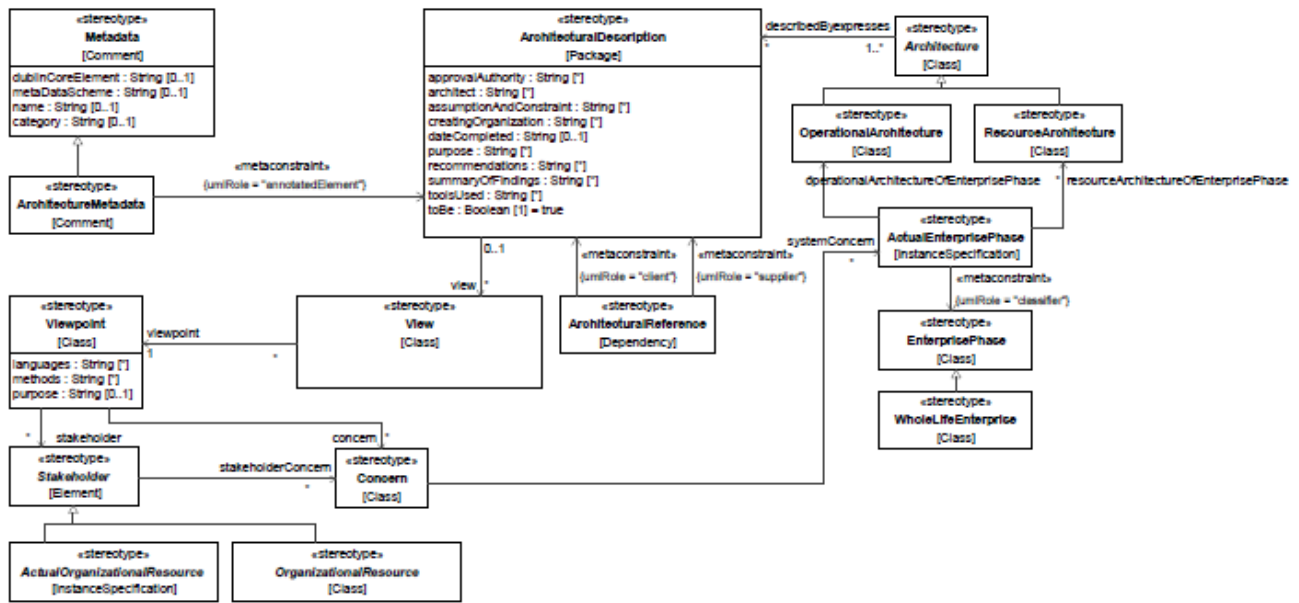 «stereotype»
Metadata
[Comment]
dublinCoreElement : String [0..1]
metaDataScheme : String [0..1]
name : String [0..1]
category : String [0..1]
«stereotype»
ArchitectureMetadata
[Comment]
«metaconstraint»
{umlRole = "annotatedElement"}
«stereotype»
ArchitecturalDescription
[Package]
approvalAuthority : String [*]
architect : String [*]
assumptionAndConstraint : String [*]
creatingOrganization : String [*]
dateCompleted : String [0..1]
purpose : String [*]
recommendations : String [*]
summaryOfFindings : String [*]
toolsUsed : String [*]
toBe : Boolean [1] = true
describedByexpresses
* 1..*
«stereotype»
Architecture
[Class]
«stereotype»
OperationalArchitecture
[Class]
«stereotype»
ResourceArchitecture
[Class]
operationalArchitectureOfEnterprisePhase
* resourceArchitectureOfEnterprisePhase
«stereotype»
ActualEnterprisePhase
[InstanceSpecification]
systemConcern
*
«metaconstraint»
{umlRole = "classifier"}
«stereotype»
EnterprisePhase
[Class]
«stereotype»
WholeLifeEnterprise
[Class]
0..1
view *
«metaconstraint»
{umlRole = "client"}
«metaconstraint»
{umlRole = "supplier"}
«stereotype»
ArchitecturalReference
[Dependency]
«stereotype»
View
[Class]
viewpoint
1 *
«stereotype»
Viewpoint
[Class]
languages : String [*]
methods : String [*]
purpose : String [0..1]
* stakeholder
concern *
«stereotype»
Stakeholder
[Element]
stakeholderConcern
*
«stereotype»
Concern
[Class]
«stereotype»
ActualOrganizationalResource
[InstanceSpecification]
«stereotype»
OrganizationalResource
[Class]